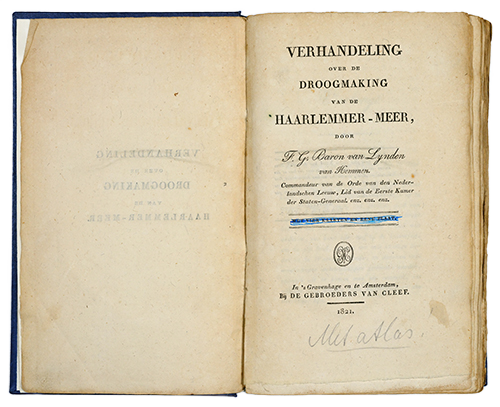 VERHANDELING
OVER DE
DROOGMAKING
VAN DE
HAARLEMMER-MEER,
DOOR
F. G. Baron van Lynden
van Hemmen.
Commandeur van de Orde van den Neder-
landschen Leeuw, Lid van de Eerste Kamer
der Staten-Generaal. enz. enz. enz.
In 's Gravenhage en te Amsterdam,
Bij DE GEBROEDERS VAN CLEEF.
1821.
Met atlas.